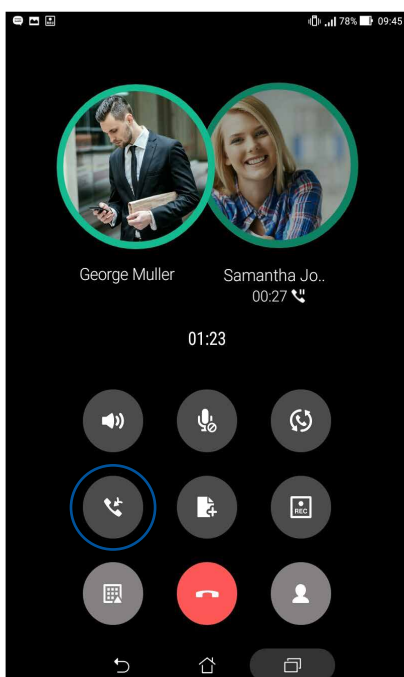 78% 09:45
George Muller
Samantha Jo..
00:27
01:23
REC